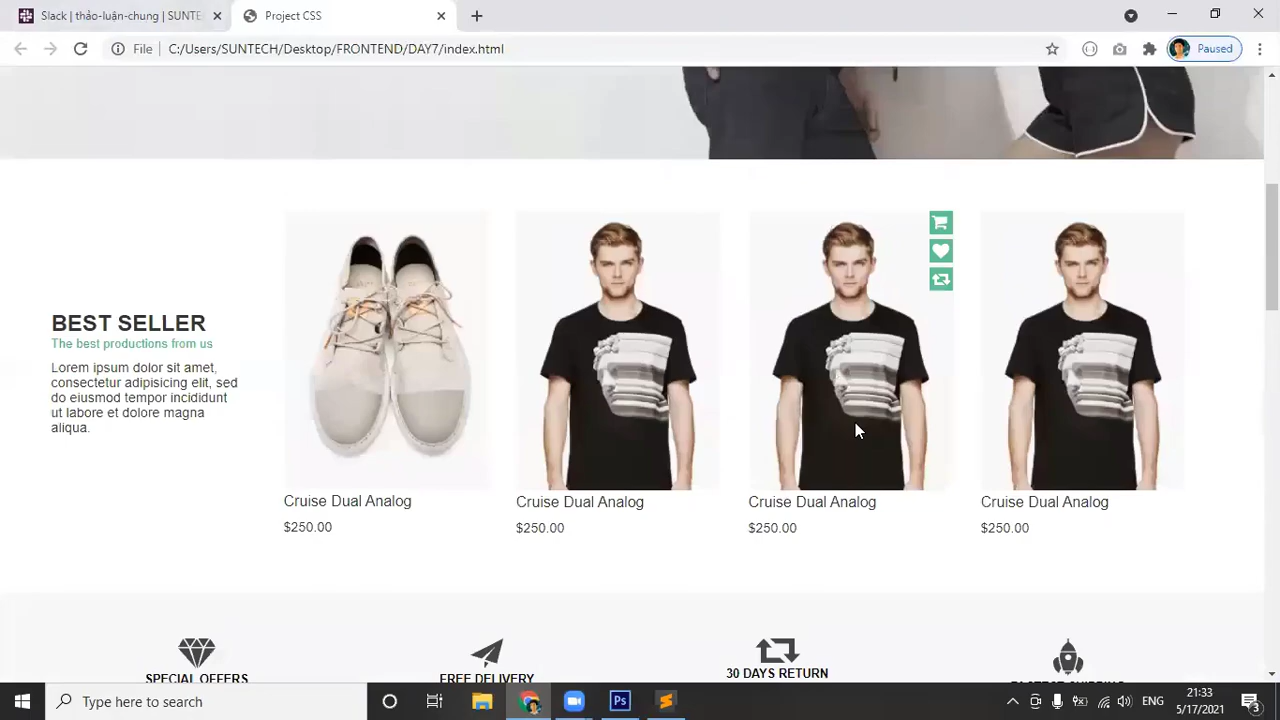 Slack | thảo-luận-chung | SUNTE
Project CSS
File
C:/Users/SUNTECH/Desktop/FRONTEND/DAY7/index.html
Paused
BEST SELLER
The best productions from us
Lorem ipsum dolor sit amet,
consectetur adipisicing elit, sed
do eiusmod tempor incididunt
ut labore et dolore magna
aliqua.
Cruise Dual Analog
$250.00
Cruise Dual Analog
$250.00
Cruise Dual Analog
$250.00
Cruise Dual Analog
$250.00
SPECIAL OFFERS
FREE DELIVERY
30 DAYS RETURN
Type here to search
Ps
ENG
21:33
5/17/2021
3